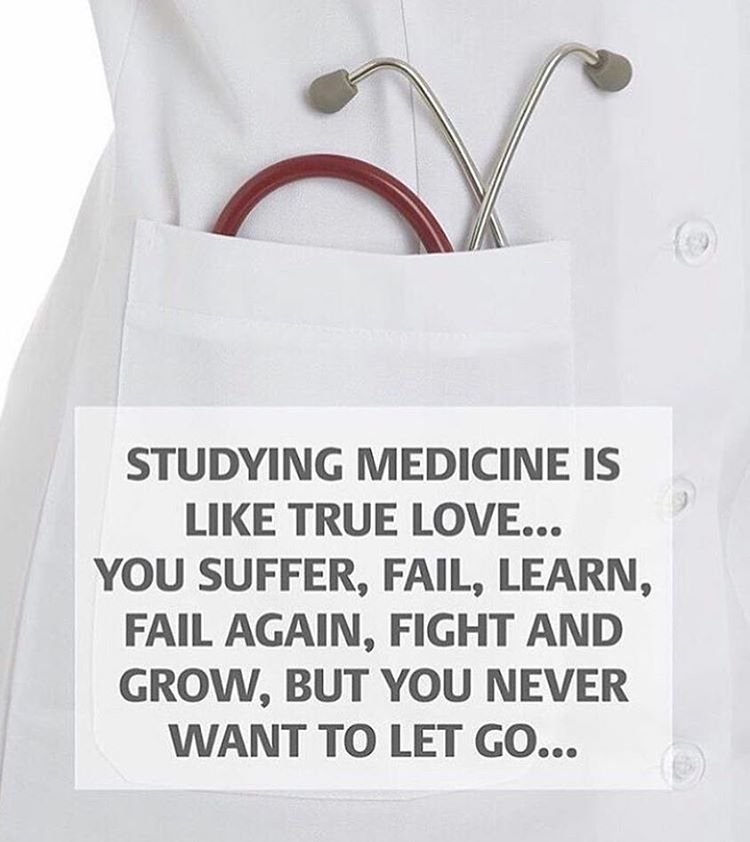 STUDYING MEDICINE IS
LIKE TRUE LOVE...
YOU SUFFER, FAIL, LEARN,
FAIL AGAIN, FIGHT AND
GROW, BUT YOU NEVER
WANT TO LET GO...